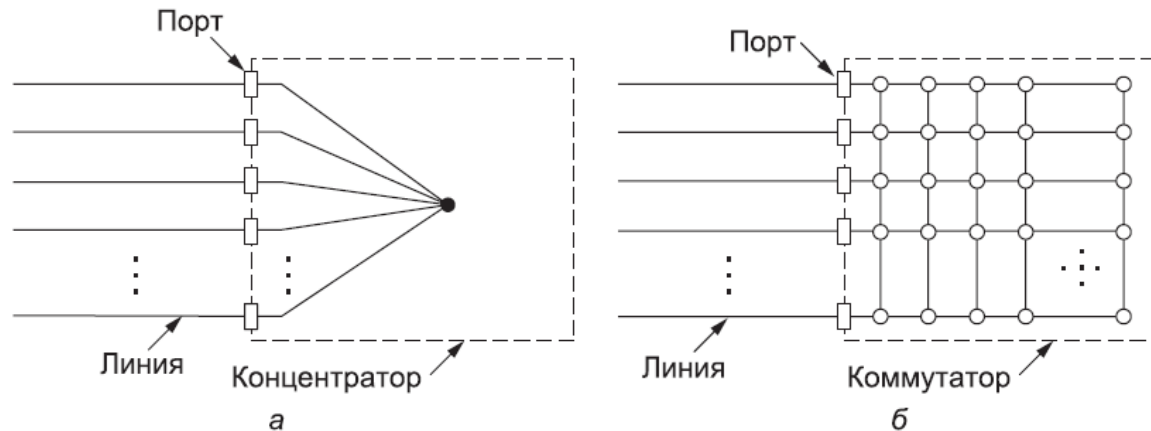 Порт
Линия
Концентратор
а
Порт
Линия
Коммутатор
б